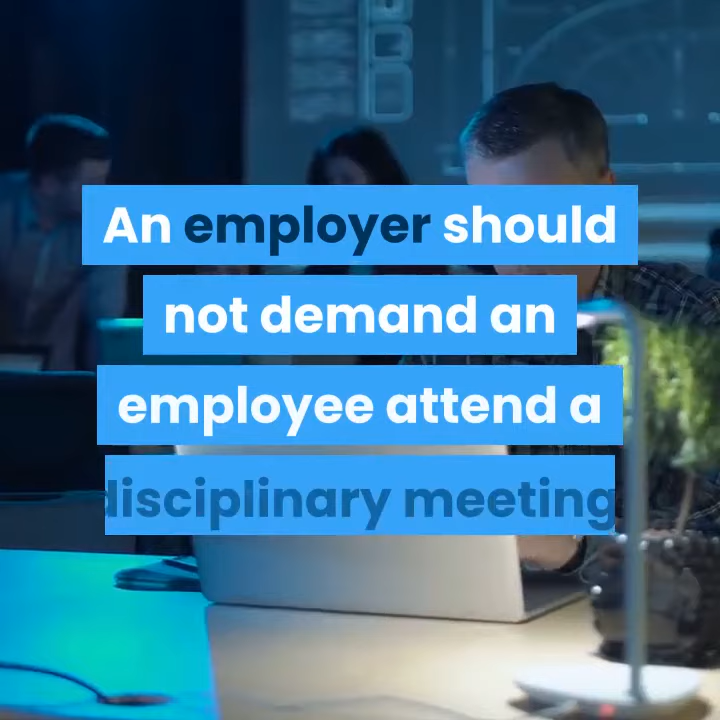 An employer should
not demand an
employee attend a
disciplinary meeting